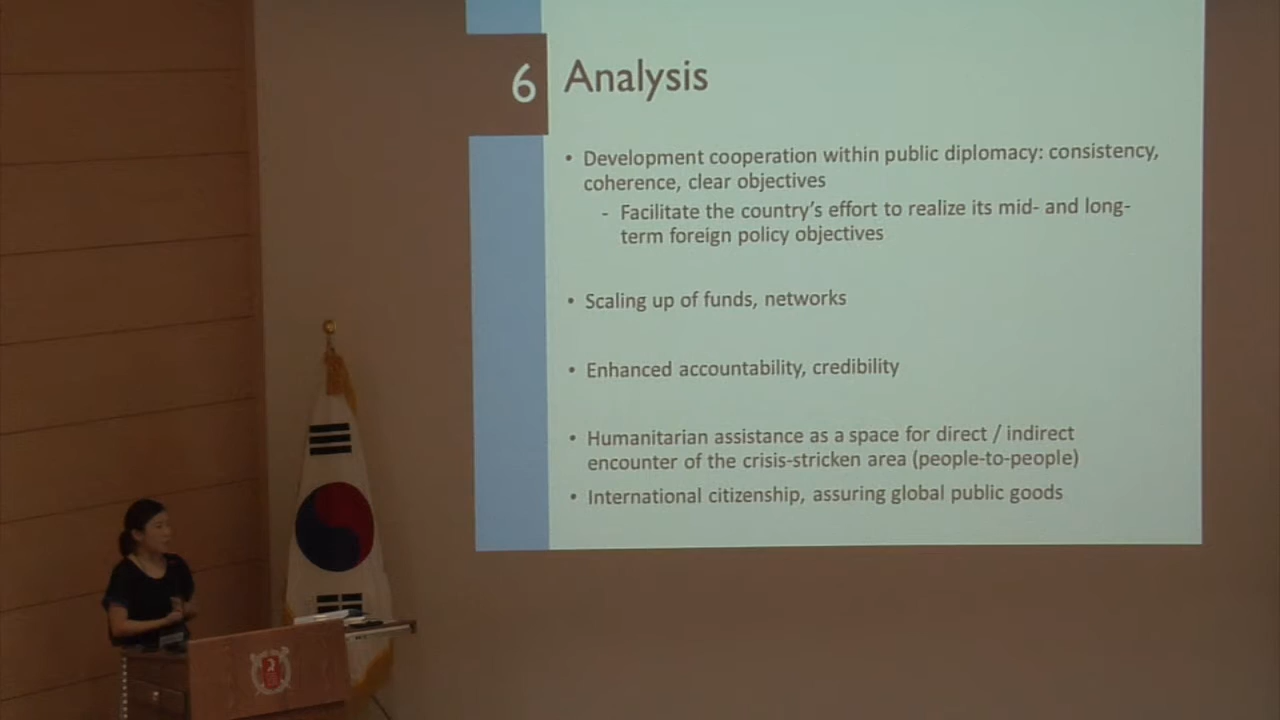 6 Analysis
• Development cooperation within public diplomacy: consistency,
coherence, clear objectives
- Facilitate the country's effort to realize its mid- and long-
term foreign policy objectives
• Scaling up of funds, networks
• Enhanced accountability, credibility
• Humanitarian assistance as a space for direct / indirect
encounter of the crisis-stricken area (people-to-people)
• International citizenship, assuring global public goods